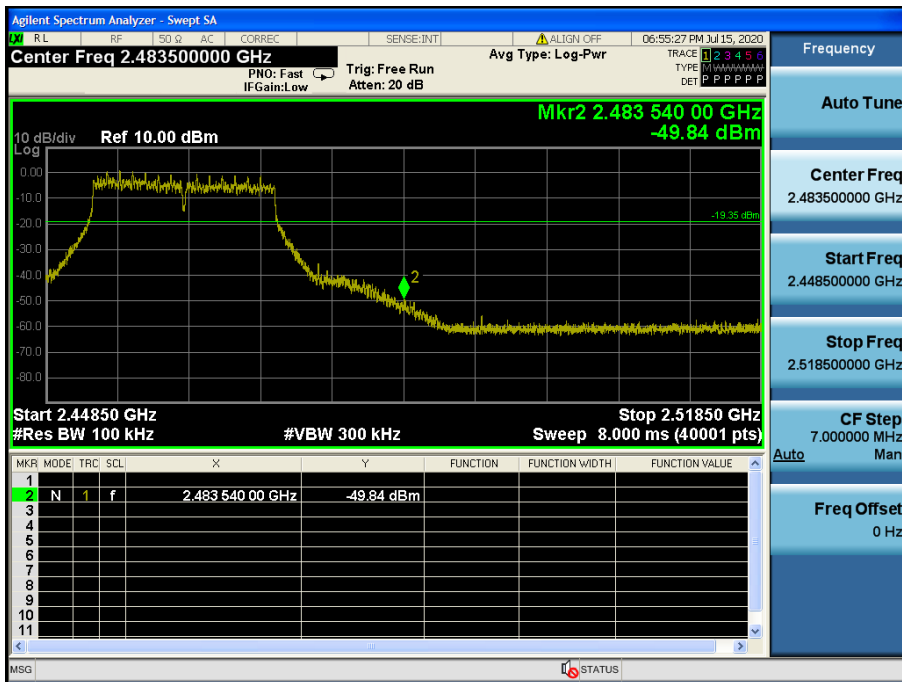 Agilent Spectrum Analyzer - Swept SA
LXI RL RF 50 Ω AC CORREC SENSE:INT ALIGN OFF 06:55:27 PM Jul 15, 2020
Center Freq 2.483500000 GHz
PNO: Fast
IFGain:Low
Trig: Free Run
Atten: 20 dB
Avg Type: Log-Pwr
TRACE 1 2 3 4 5 6
TYPE M WWWWW
DET P P P P P P
Mkr2 2.483 540 00 GHz
-49.84 dBm
10 dB/div Ref 10.00 dBm
Log
0.00
-10.0
-20.0
-30.0
-40.0
-50.0
-60.0
-70.0
-80.0
-19.35 dBm
2
Start 2.44850 GHz Stop 2.51850 GHz
#Res BW 100 kHz #VBW 300 kHz Sweep 8.000 ms (40001 pts)
MKR MODE TRC SCL X Y FUNCTION FUNCTION WIDTH FUNCTION VALUE
1
2 N 1 f 2.483 540 00 GHz -49.84 dBm
3
4
5
6
7
8
9
10
11
MSG STATUS
Frequency
Auto Tune
Center Freq
2.483500000 GHz
Start Freq
2.448500000 GHz
Stop Freq
2.518500000 GHz
CF Step
7.000000 MHz
Auto Man
Freq Offset
0 Hz